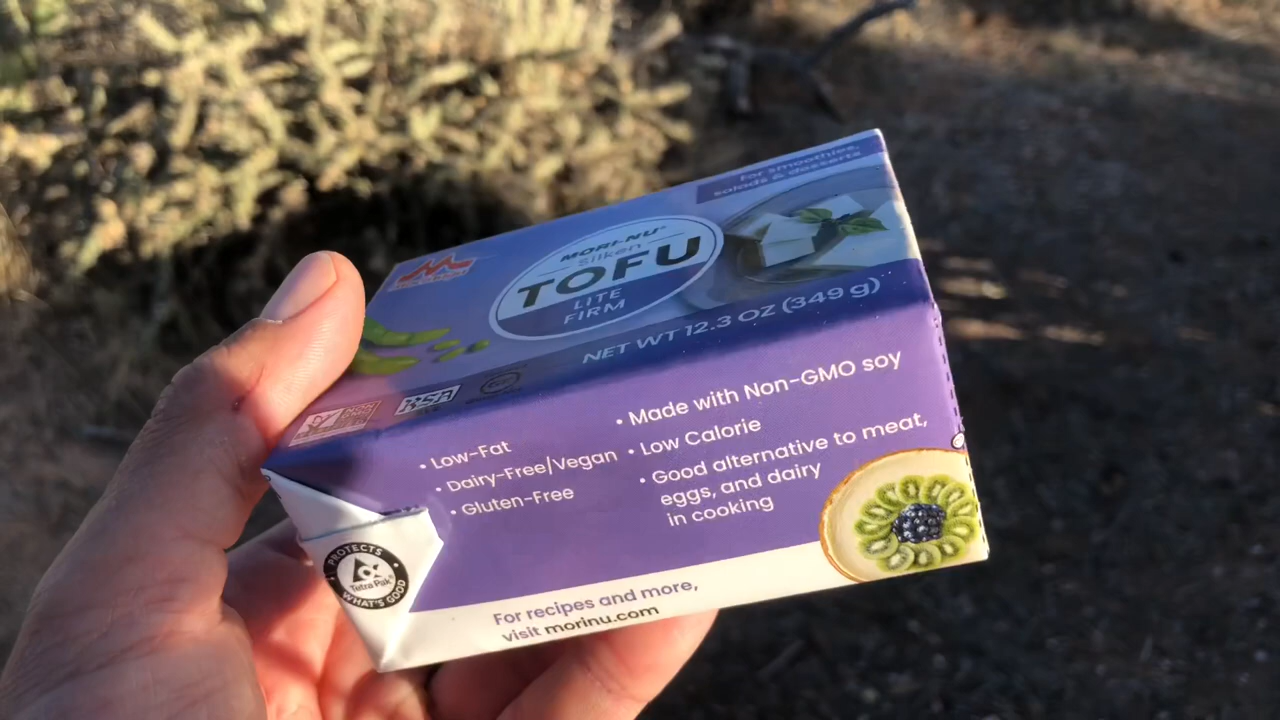 For smoothies,
salads & desserts
MORI-NU®
Silken
TOFU
LITE
FIRM
NET WT 12.3 OZ (349 g)
NON
GMO
• Low-Fat
• Dairy-Free/Vegan
• Gluten-Free
• Made with Non-GMO soy
• Low Calorie
• Good alternative to meat,
eggs, and dairy
in cooking
PROTECTS
Tetra Pak®
WHAT'S GOOD
For recipes and more,
visit morinu.com